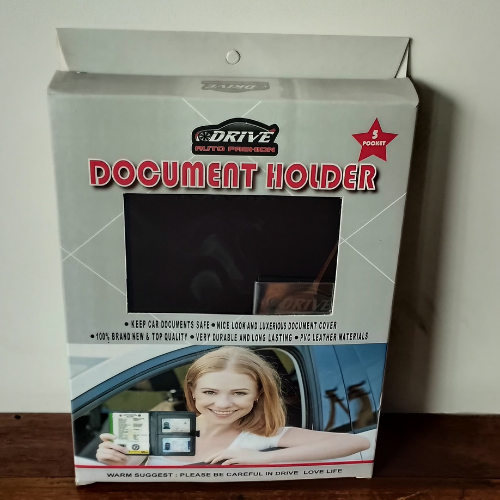 DRIVE
DRIVE
AUTO FASHION
5
POCKET
DOCUMENT HOLDER
DRIVE
• KEEP CAR DOCUMENTS SAFE • NICE LOOK AND LUXERIOUS DOCUMENT COVER
• 100% BRAND NEW & TOP QUALITY • VERY DURABLE AND LONG LASTING • PVC LEATHER MATERIALS
WARM SUGGEST : PLEASE BE CAREFUL IN DRIVE LOVE LIFE